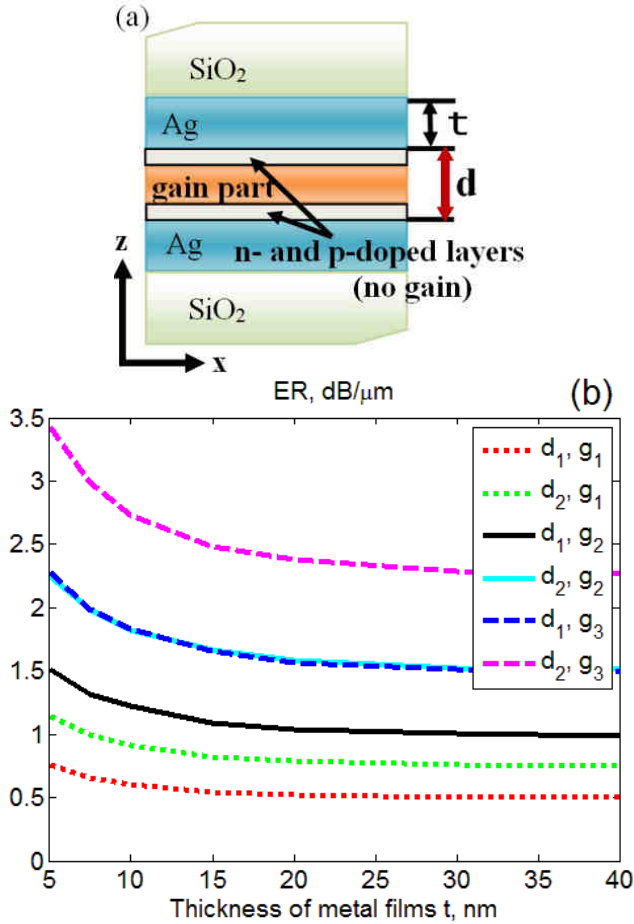 (a)
SiO₂
Ag
t
gain part
d
Ag
n- and p-doped layers
(no gain)
z
SiO₂
x
ER, dB/μm
(b)
3.5
3
2.5
2
1.5
1
0.5
0
d₁, g₁
d₂, g₁
d₁, g₂
d₂, g₂
d₁, g₃
d₂, g₃
5 10 15 20 25 30 35 40
Thickness of metal films t, nm